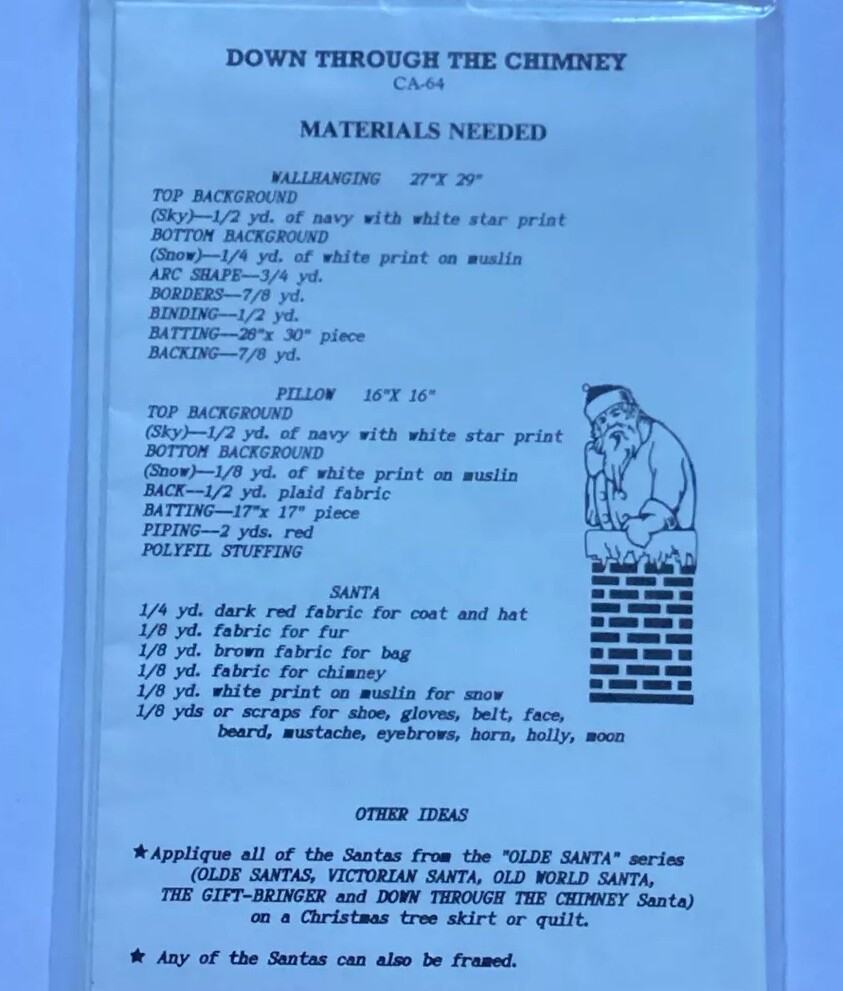 DOWN THROUGH THE CHIMNEY
CA-64
MATERIALS NEEDED
WALLHANGING 27"X 29"
TOP BACKGROUND
(Sky)—1/2 yd. of navy with white star print
BOTTOM BACKGROUND
(Snow)—1/4 yd. of white print on muslin
ARC SHAPE—3/4 yd.
BORDERS—7/8 yd.
BINDING—1/2 yd.
BATTING—28"x 30" piece
BACKING—7/8 yd.
PILLOW 16"X 16"
TOP BACKGROUND
(Sky)—1/2 yd. of navy with white star print
BOTTOM BACKGROUND
(Snow)—1/8 yd. of white print on muslin
BACK—1/2 yd. plaid fabric
BATTING—17"x 17" piece
PIPING—2 yds. red
POLYFIL STUFFING
SANTA
1/4 yd. dark red fabric for coat and hat
1/8 yd. fabric for fur
1/8 yd. brown fabric for bag
1/8 yd. fabric for chimney
1/8 yd. white print on muslin for snow
1/8 yds or scraps for shoe, gloves, belt, face,
beard, mustache, eyebrows, horn, holly, moon
OTHER IDEAS
★Applique all of the Santas from the "OLDE SANTA" series
(OLDE SANTAS, VICTORIAN SANTA, OLD WORLD SANTA,
THE GIFT-BRINGER and DOWN THROUGH THE CHIMNEY Santa)
on a Christmas tree skirt or quilt.
★ Any of the Santas can also be framed.